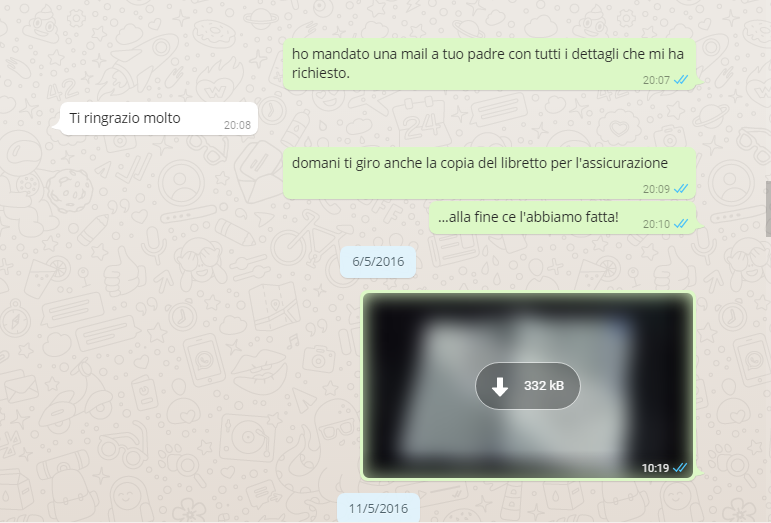 ho mandato una mail a tuo padre con tutti i dettagli che mi ha
richiesto.
20:07
Ti ringrazio molto
20:08
domani ti giro anche la copia del libretto per l'assicurazione
20:09
...alla fine ce l'abbiamo fatta!
20:10
6/5/2016
332 kB
10:19
11/5/2016